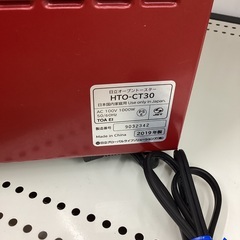 日立オーブントースター
HTO-CT30
日本国内家庭用 Use only in Japan.
AC 100V 1000W
50/60Hz
TOA EI
製造番号 9032042
Made in China 2019年製